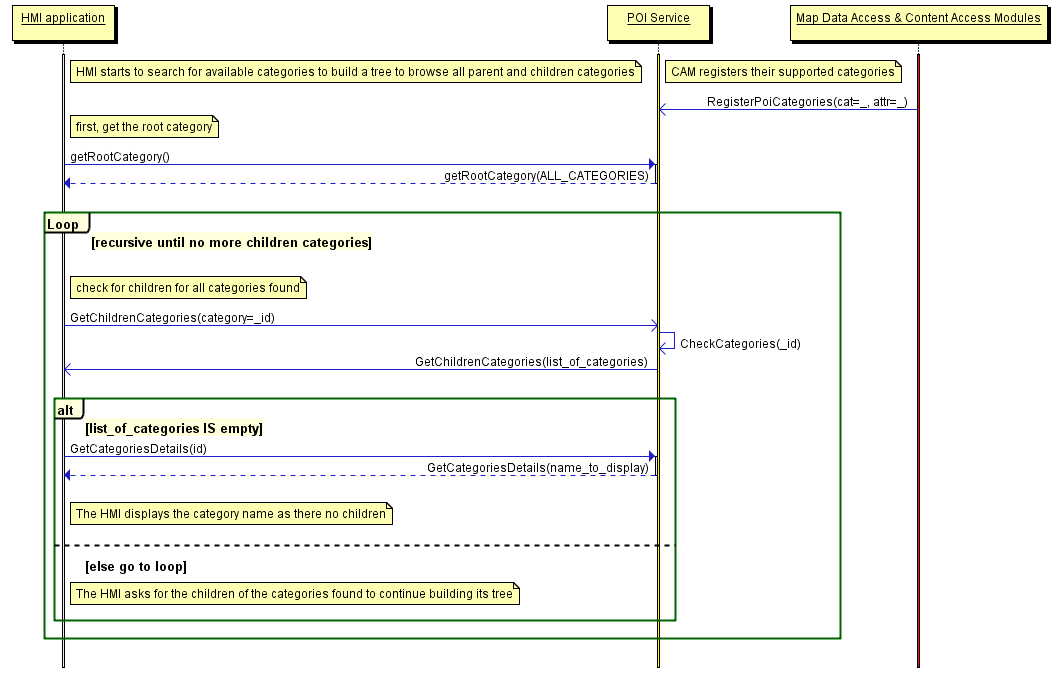 HMI application
POI Service
Map Data Access & Content Access Modules
HMI starts to search for available categories to build a tree to browse all parent and children categories
CAM registers their supported categories
RegisterPoiCategories(cat=_, attr=_)
first, get the root category
getRootCategory()
getRootCategory(ALL_CATEGORIES)
Loop
[recursive until no more children categories]
check for children for all categories found
GetChildrenCategories(category=_id)
CheckCategories(_id)
GetChildrenCategories(list_of_categories)
alt
[list_of_categories IS empty]
GetCategoriesDetails(id)
GetCategoriesDetails(name_to_display)
The HMI displays the category name as there no children
[else go to loop]
The HMI asks for the children of the categories found to continue building its tree